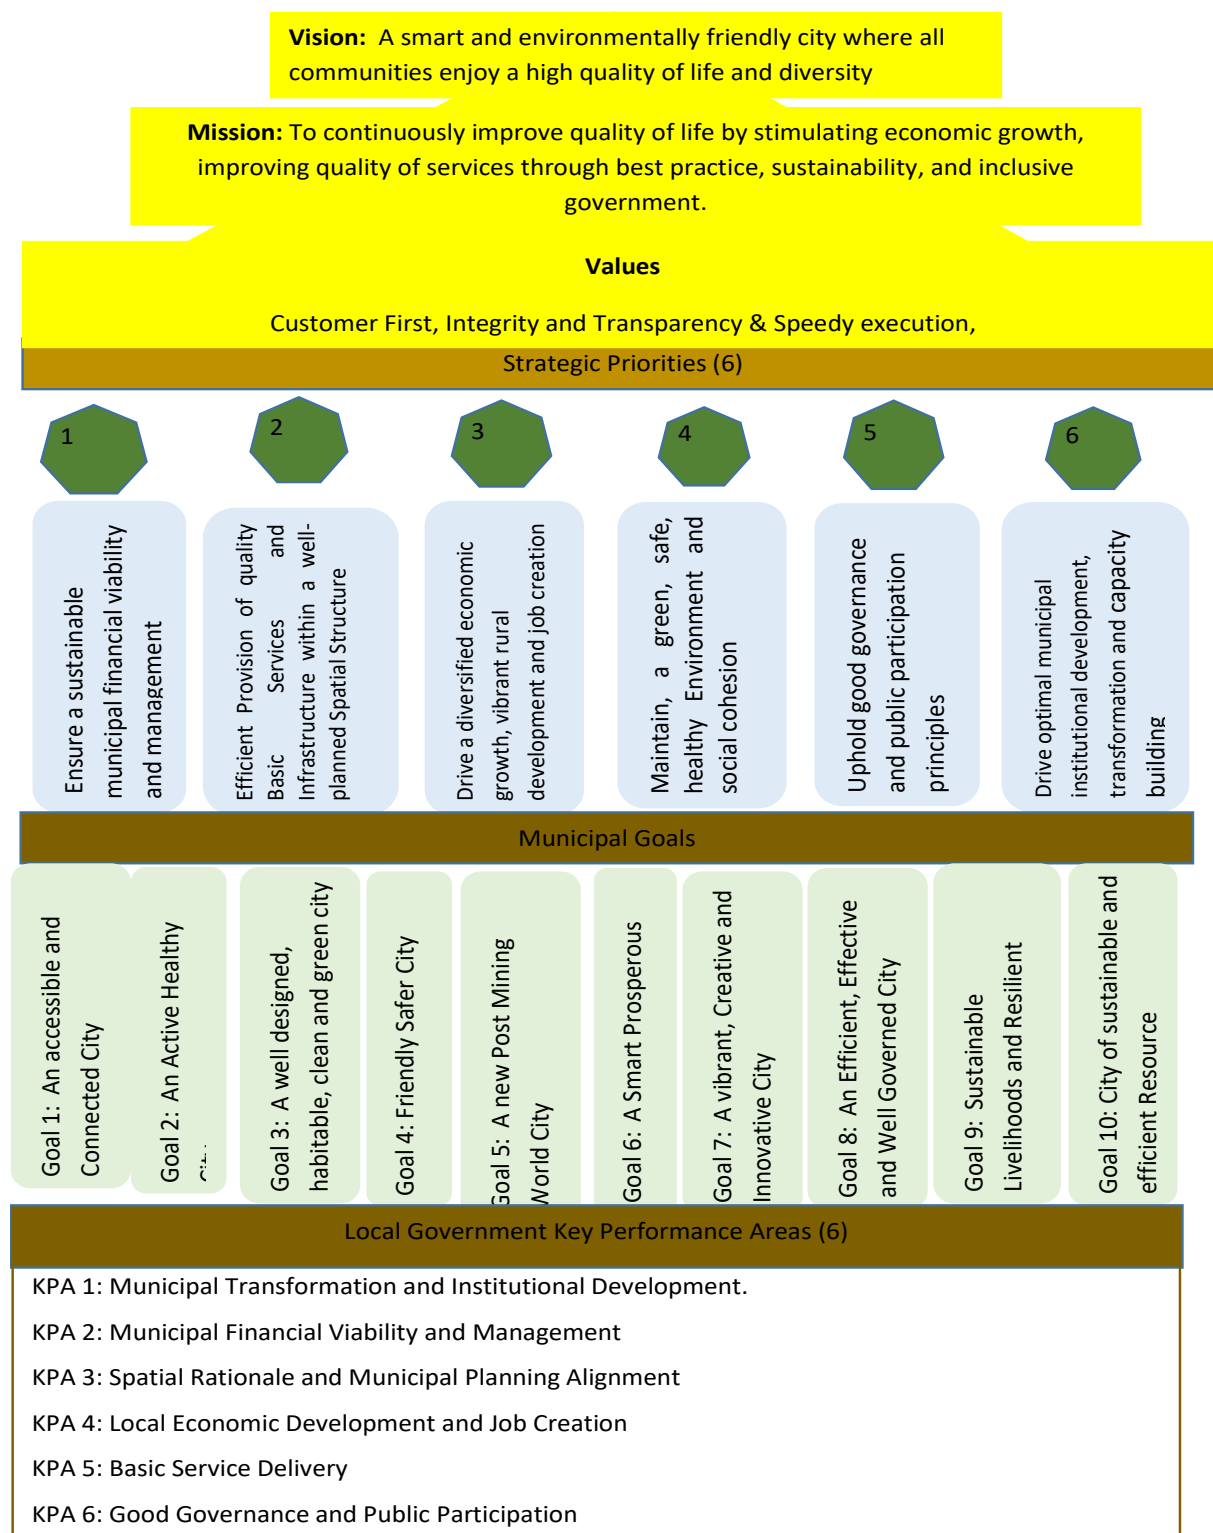 Vision: A smart and environmentally friendly city where all
communities enjoy a high quality of life and diversity
Mission: To continuously improve quality of life by stimulating economic growth,
improving quality of services through best practice, sustainability, and inclusive
government.
Values
Customer First, Integrity and Transparency & Speedy execution,
Strategic Priorities (6)
1
2
3
4
5
6
Ensure a sustainable
municipal financial viability
and management
Efficient Provision of quality
Basic Services and
Infrastructure within a well-
planned Spatial Structure
Drive a diversified economic
growth, vibrant rural
development and job creation
Maintain, a green, safe,
healthy Environment and
social cohesion
Uphold good governance
and public participation
principles
Drive optimal municipal
institutional development,
transformation and capacity
building
Municipal Goals
Goal 1: An accessible and
Connected City
Goal 2: An Active Healthy
Goal 3: A well designed,
habitable, clean and green city
Goal 4: Friendly Safer City
Goal 5: A new Post Mining
World City
Goal 6: A Smart Prosperous
Goal 7: A vibrant, Creative and
Innovative City
Goal 8: An Efficient, Effective
and Well Governed City
Goal 9: Sustainable
Livelihoods and Resilient
Goal 10: City of sustainable and
efficient Resource
Local Government Key Performance Areas (6)
KPA 1: Municipal Transformation and Institutional Development.
KPA 2: Municipal Financial Viability and Management
KPA 3: Spatial Rationale and Municipal Planning Alignment
KPA 4: Local Economic Development and Job Creation
KPA 5: Basic Service Delivery
KPA 6: Good Governance and Public Participation